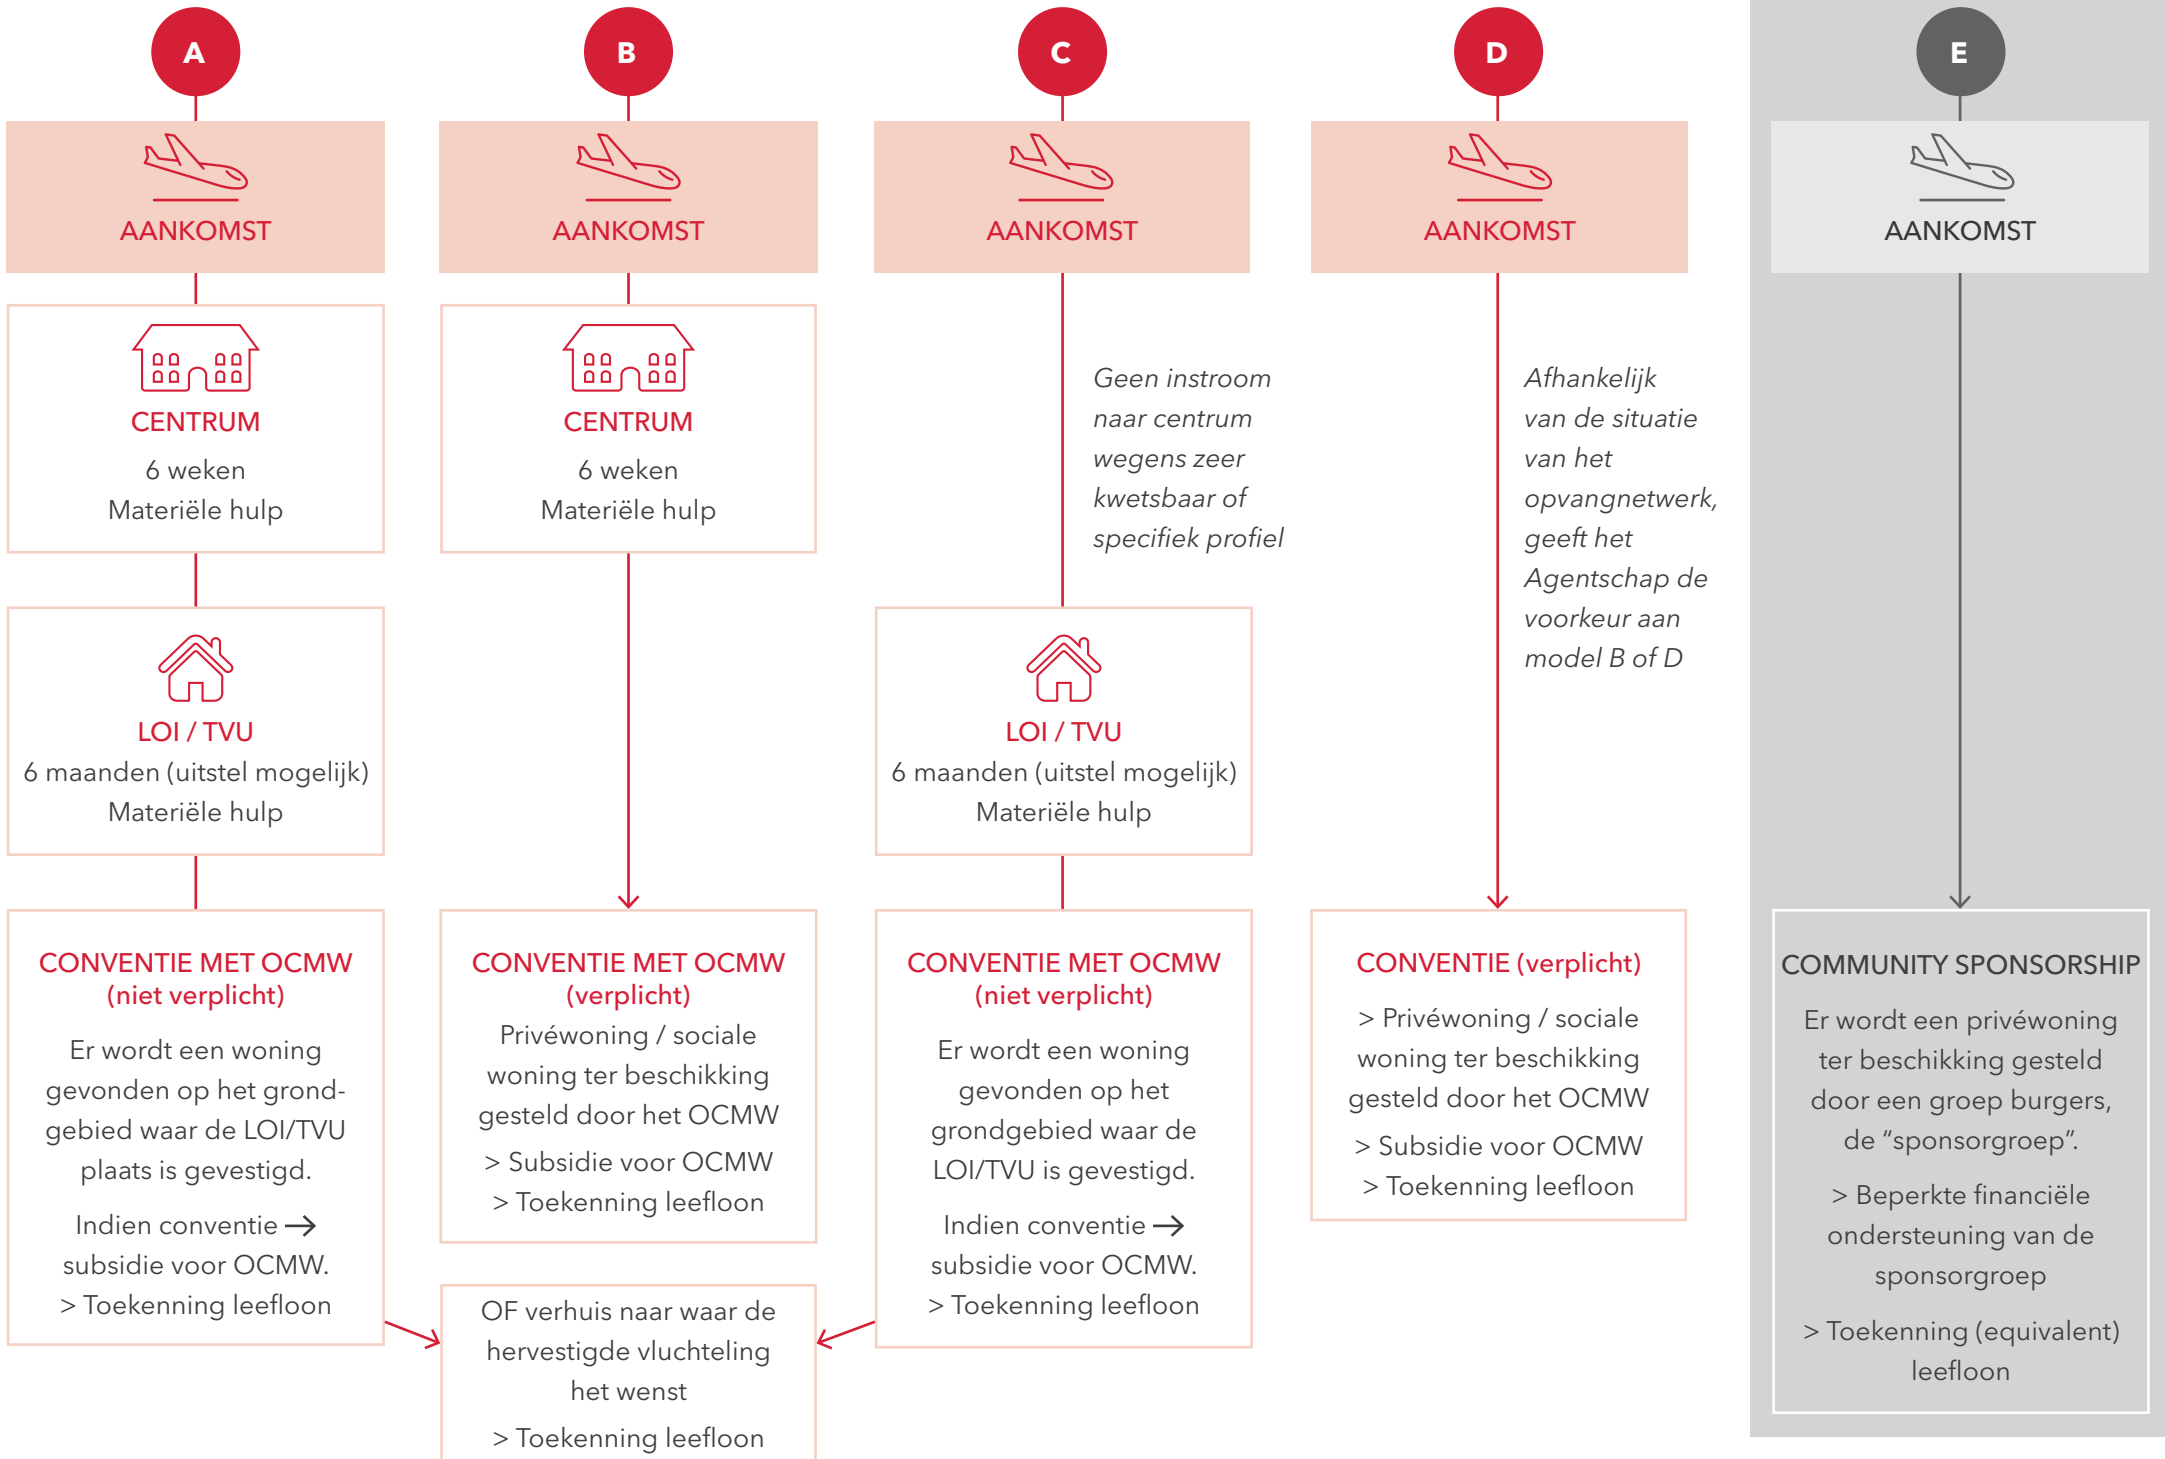 A
AANKOMST
CENTRUM
6 weken
Materiële hulp
LOI / TVU
6 maanden (uitstel mogelijk)
Materiële hulp
CONVENTIE MET OCMW
(niet verplicht)
Er wordt een woning
gevonden op het grond-
gebied waar de LOI/TVU
plaats is gevestigd.
Indien conventie →
subsidie voor OCMW.
> Toekenning leefloon
B
AANKOMST
CENTRUM
6 weken
Materiële hulp
CONVENTIE MET OCMW
(verplicht)
Privéwoning / sociale
woning ter beschikking
gesteld door het OCMW
> Subsidie voor OCMW
> Toekenning leefloon
OF verhuis naar waar de
hervestigde vluchteling
het wenst
> Toekenning leefloon
C
AANKOMST
Geen instroom
naar centrum
wegens zeer
kwetsbaar of
specifiek profiel
LOI / TVU
6 maanden (uitstel mogelijk)
Materiële hulp
CONVENTIE MET OCMW
(niet verplicht)
Er wordt een woning
gevonden op het
grondgebied waar de
LOI/TVU is gevestigd.
Indien conventie →
subsidie voor OCMW.
> Toekenning leefloon
D
AANKOMST
Afhankelijk
van de situatie
van het
opvangnetwerk,
geeft het
Agentschap de
voorkeur aan
model B of D
CONVENTIE (verplicht)
> Privéwoning / sociale
woning ter beschikking
gesteld door het OCMW
> Subsidie voor OCMW
> Toekenning leefloon
E
AANKOMST
COMMUNITY SPONSORSHIP
Er wordt een privéwoning
ter beschikking gesteld
door een groep burgers,
de “sponsorgroep”.
> Beperkte financiële
ondersteuning van de
sponsorgroep
> Toekenning (equivalent)
leefloon